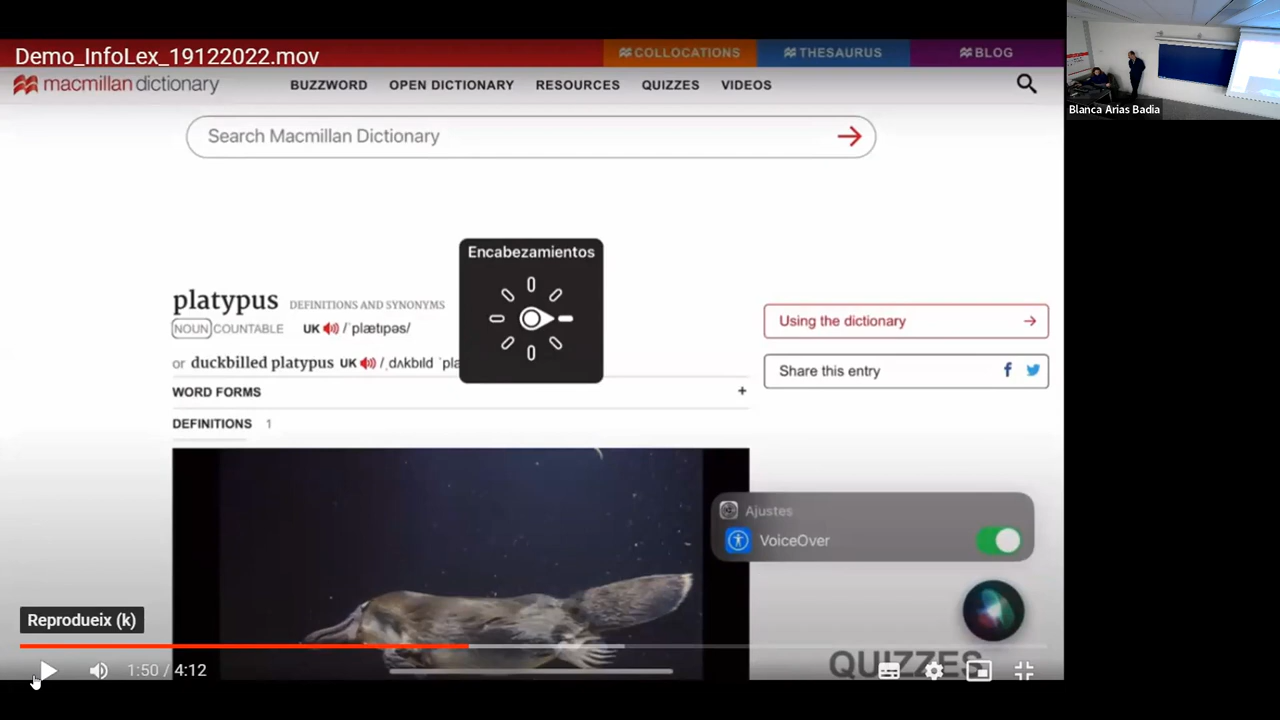 Demo_InfoLex_19122022.mov
COLLOCATIONS
THESAURUS
BLOG
macmillan dictionary
BUZZWORD
OPEN DICTIONARY
RESOURCES
QUIZZES
VIDEOS
Search Macmillan Dictionary
Encabezamientos
platypus DEFINITIONS AND SYNONYMS
NOUN COUNTABLE UK /ˈplætɪpəs/
or duckbilled platypus UK /ˌdʌkbɪld ˈpla
WORD FORMS +
DEFINITIONS 1
Using the dictionary
Share this entry
Ajustes
VoiceOver
QUIZZES
Reprodueix (k)
1:50 / 4:12
Blanca Arias Badia